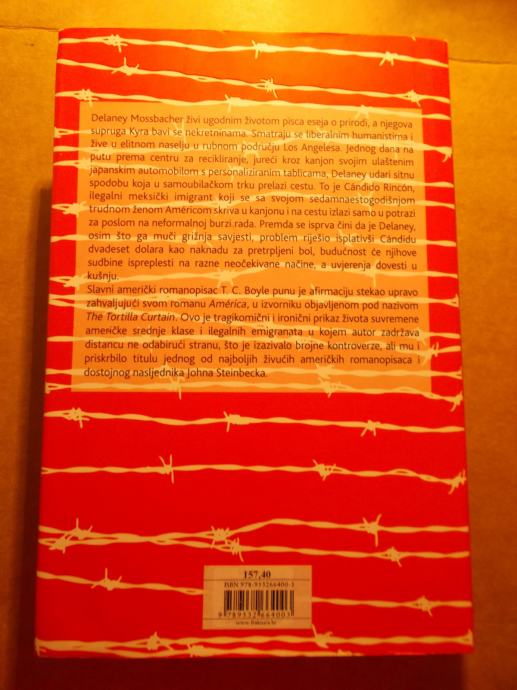 Delaney Mossbacher živi ugodnim životom pisca eseja o prirodi, a njegova
supruga Kyra bavi se nekretninama. Smatraju se liberalnim humanistima i
žive u elitnom naselju u rubnom području Los Angelesa. Jednog dana na
putu prema centru za recikliranje, jureći kroz kanjon svojim ulaštenim
japanskim automobilom s personaliziranim tablicama, Delaney udari sitnu
spodobu koja u samoubilačkom trku prelazi cestu. To je Cándido Rincón,
ilegalni meksički imigrant koji se sa svojom sedamnaestogodišnjom
trudnom ženom Américom skriva u kanjonu i na cestu izlazi samo u potrazi
za poslom na neformalnoj burzi rada. Premda se isprva čini da je Delaney,
osim što ga muči grižnja savjesti, problem riješio isplativši Cándidu
dvadeset dolara kao naknadu za pretrpljeni bol, budućnost će njihove
sudbine ispreplesti na razne neočekivane načine, a uvjerenja dovesti u
kušnju.
Slavni američki romanopisac T. C. Boyle punu je afirmaciju stekao upravo
zahvaljujući svom romanu América, u izvorniku objavljenom pod nazivom
The Tortilla Curtain. Ovo je tragikomični i ironični prikaz života suvremene
američke srednje klase i ilegalnih emigranata u kojem autor zadržava
distancu ne odabirući stranu, što je izazivalo brojne kontroverze, ali mu i
priskrbilo titulu jednog od najboljih živućih američkih romanopisaca i
dostojnog nasljednika Johna Steinbecka.
157,40
ISBN 978-953266400-3
9 789532 664003
www.fraktura.hr